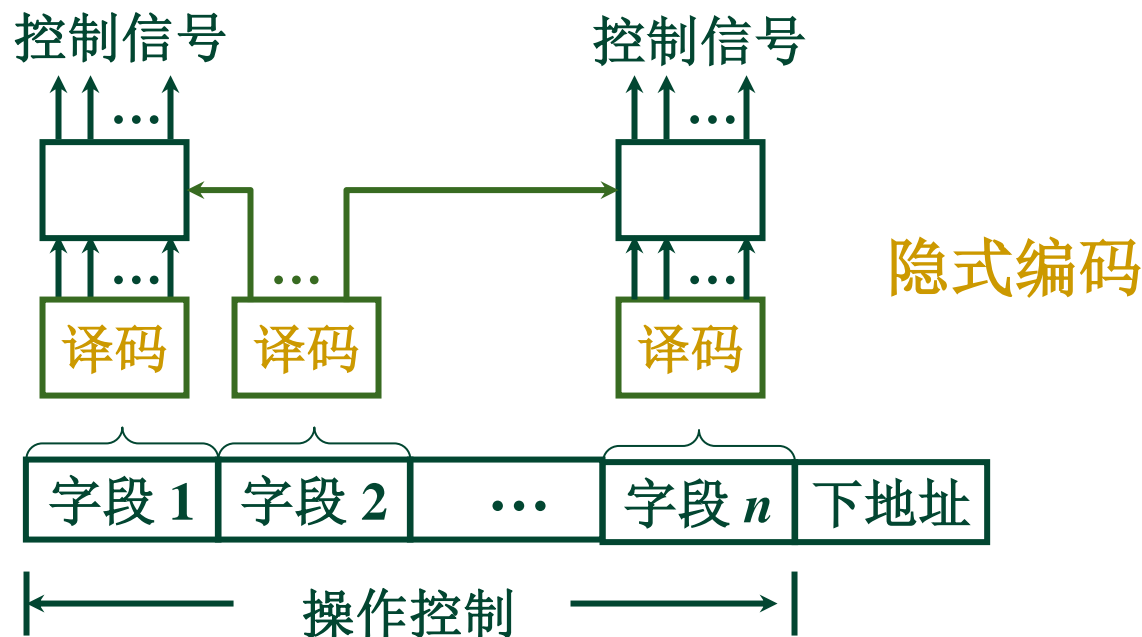 控制信号 控制信号
… …
… … … 隐式编码
译码 译码 译码
字段 1 字段 2 … 字段 n 下地址
操作控制